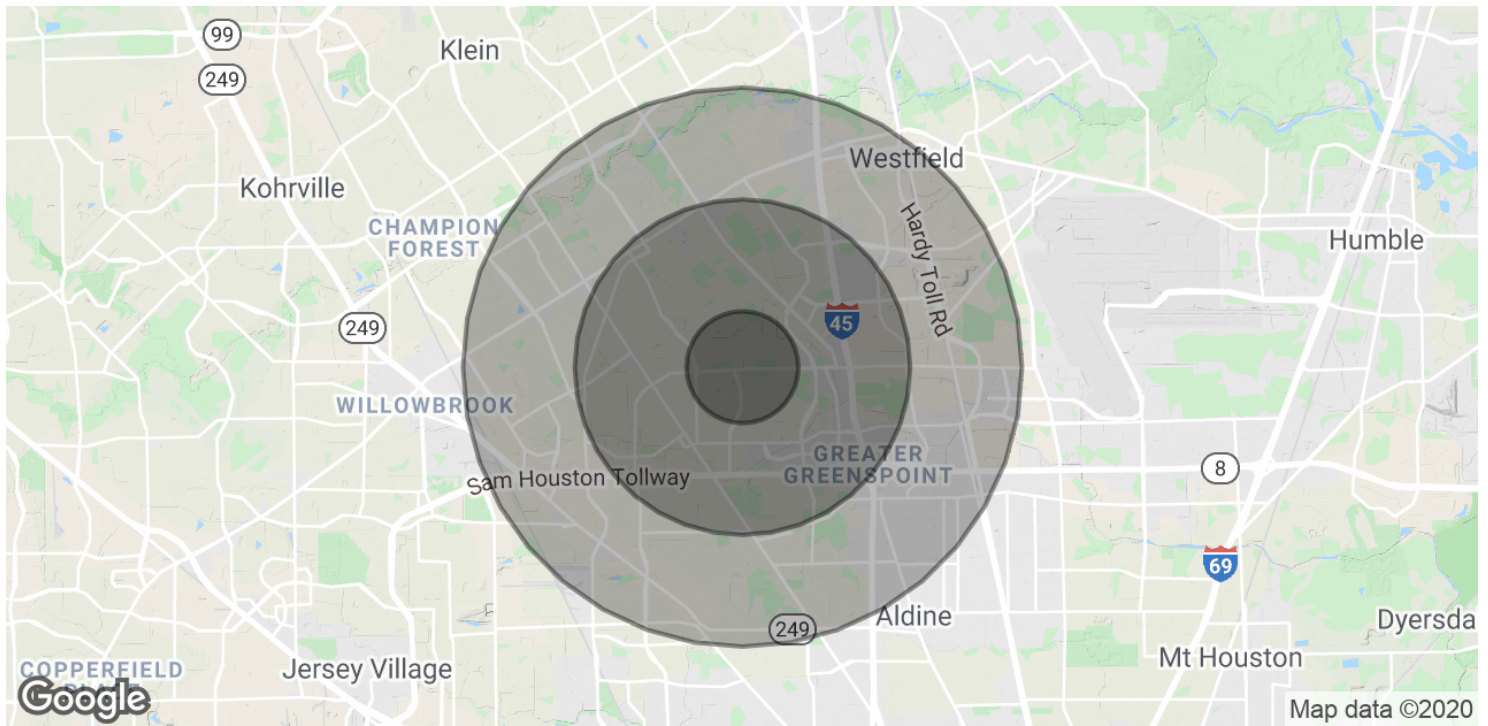 99
Klein
249
Westfield
Kohrville
CHAMPION
FOREST
Hardy Toll Rd
Humble
249
45
WILLOWBROOK
GREATER
GREENSPOINT
8
Sam Houston Tollway
69
Aldine
249
Dyersda
Mt Houston
Jersey Village
COPPERFIELD
Google
Map data ©2020